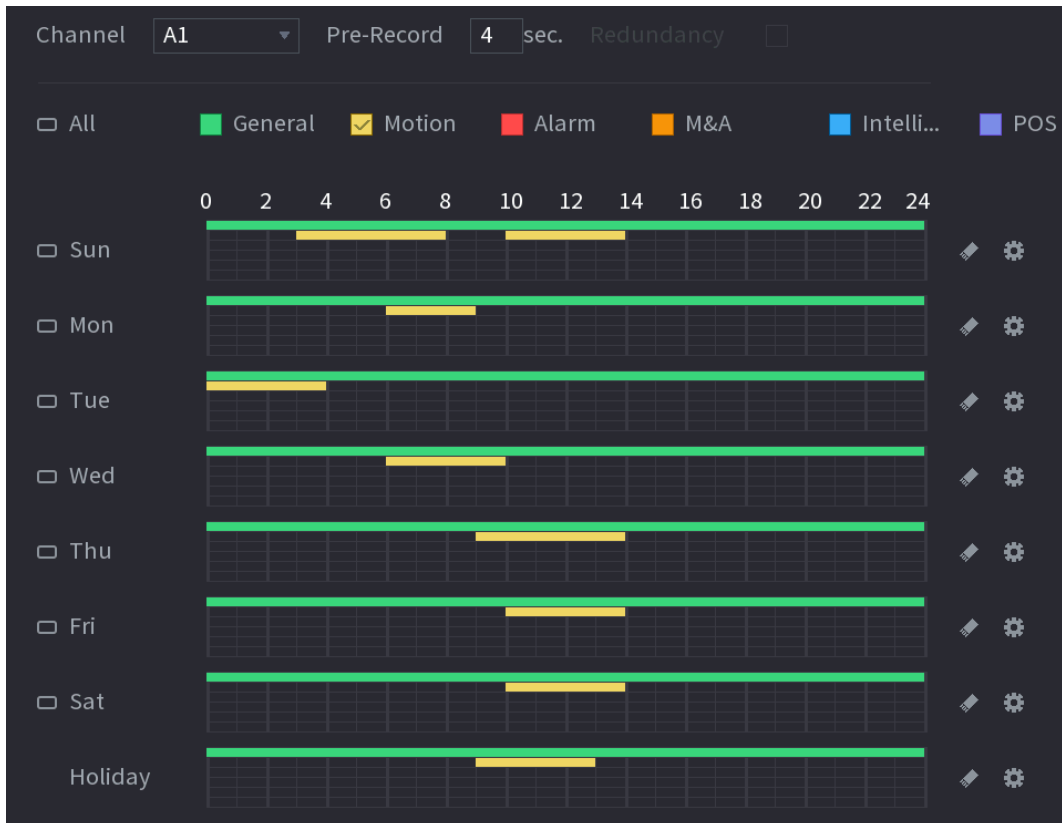 Channel A1 Pre-Record 4 sec. Redundancy
All General Motion Alarm M&A Intelli... POS
0 2 4 6 8 10 12 14 16 18 20 22 24
Sun
Mon
Tue
Wed
Thu
Fri
Sat
Holiday